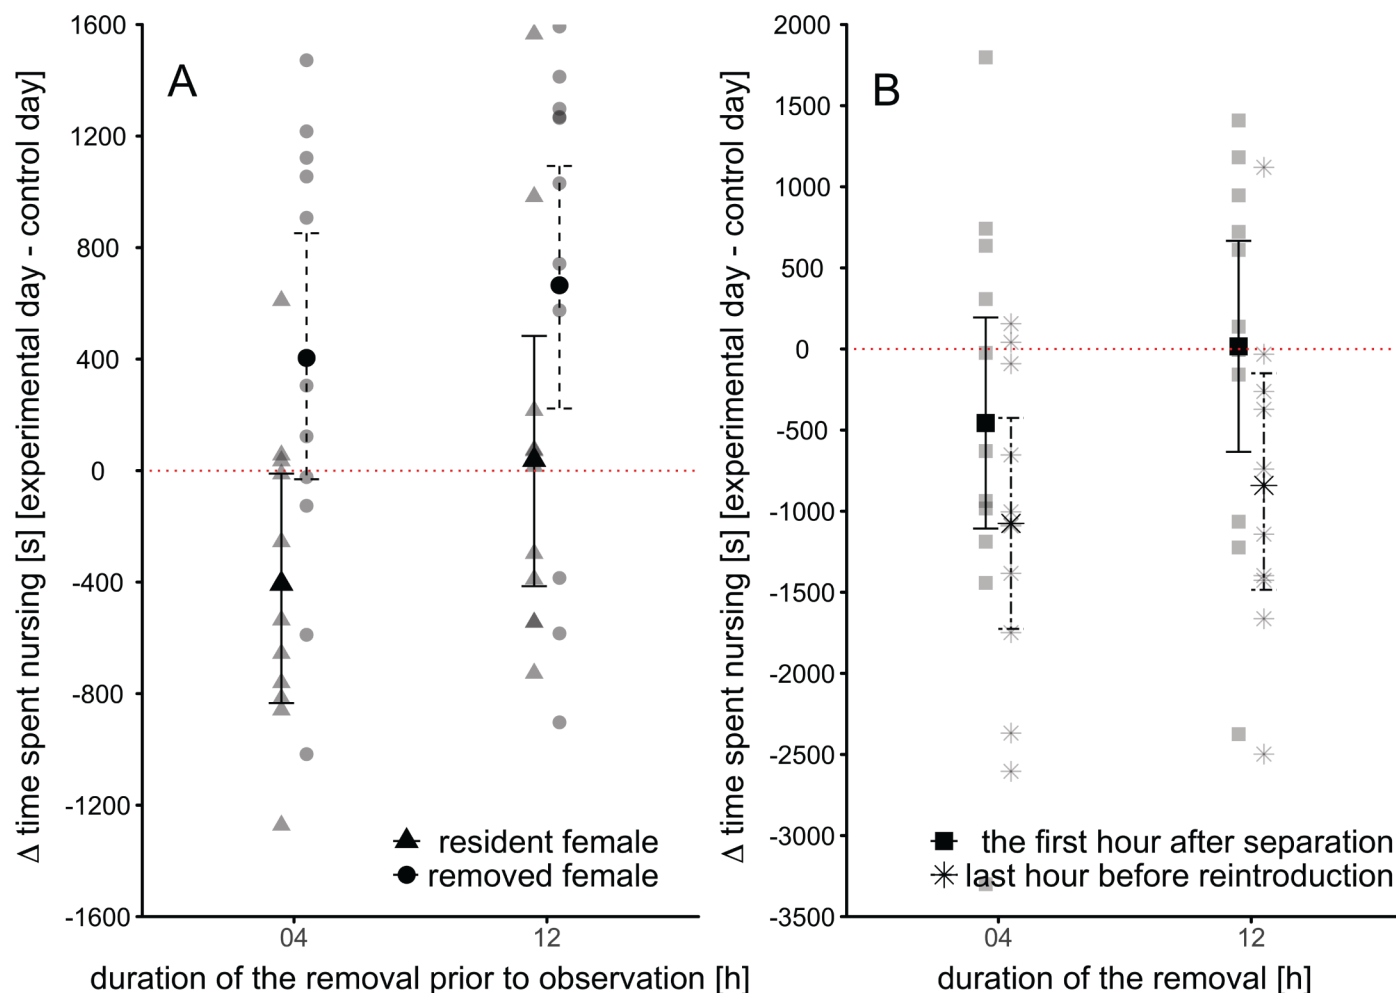 A
Δ time spent nursing [s] [experimental day - control day]
1600
1200
800
400
0
-400
-800
-1200
-1600
resident female
removed female
04
12
duration of the removal prior to observation [h]
B
Δ time spent nursing [s] [experimental day - control day]
2000
1500
1000
500
0
-500
-1000
-1500
-2000
-2500
-3000
-3500
the first hour after separation
last hour before reintroduction
04
12
duration of the removal [h]